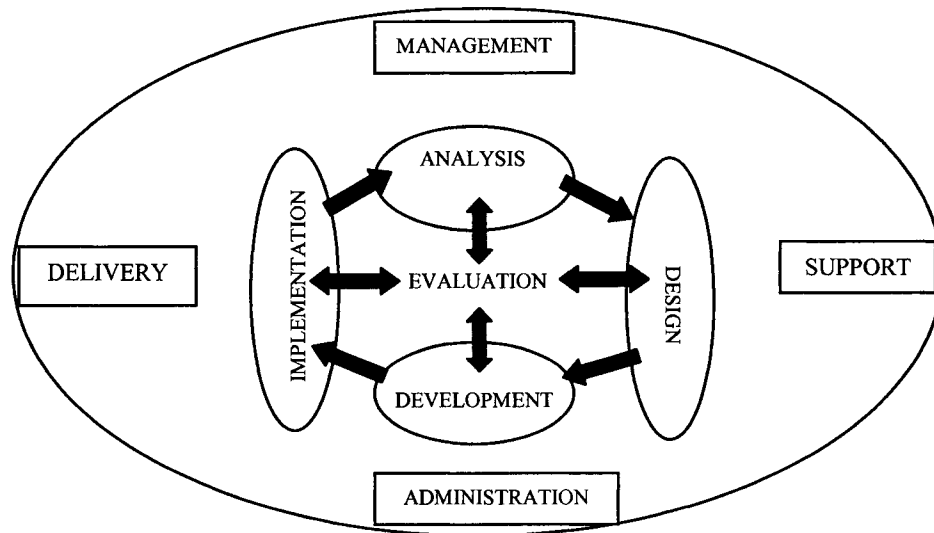 MANAGEMENT
ANALYSIS
DELIVERY
IMPLEMENTATION
EVALUATION
DESIGN
SUPPORT
DEVELOPMENT
ADMINISTRATION